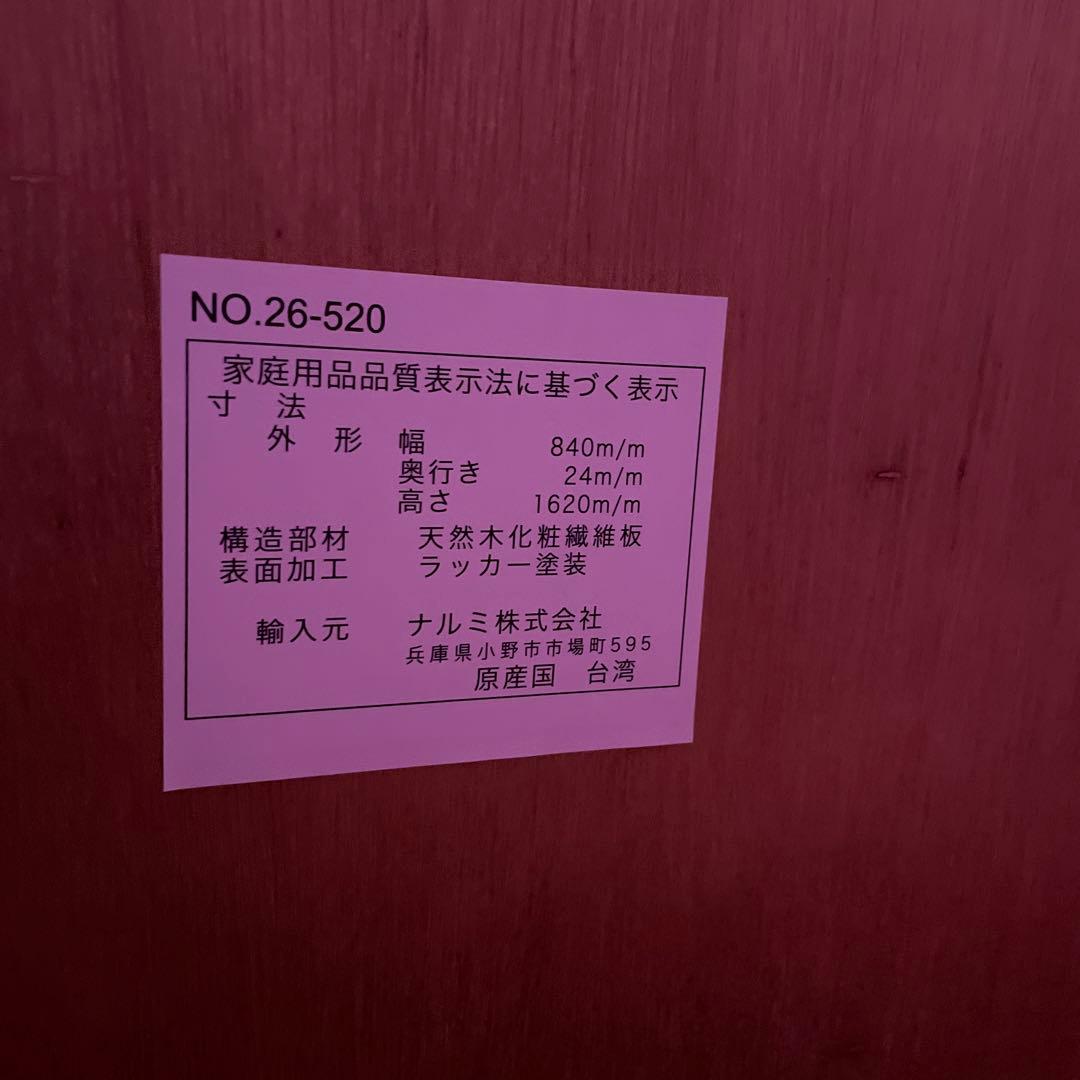 NO.26-520
家庭用品品質表示法に基づく表示
寸 法
外 形 幅 840m/m
奥行き 24m/m
高さ 1620m/m
構造部材 天然木化粧繊維板
表面加工 ラッカー塗装
輸入元 ナルミ株式会社
兵庫県小野市市場町595
原産国 台湾